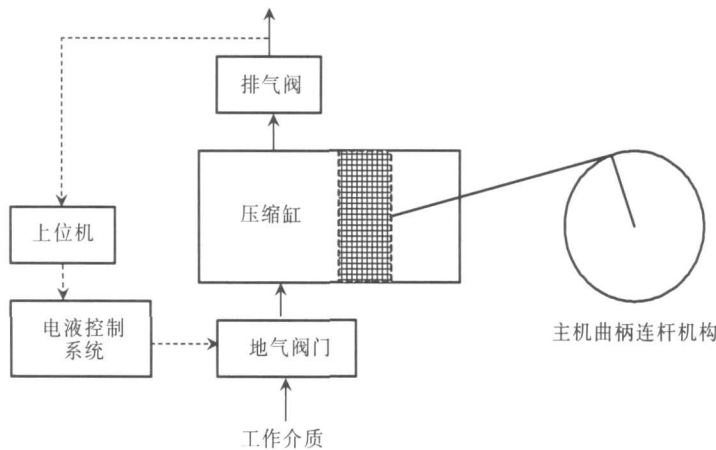 排气阀
压缩缸
上位机
电液控制
系统
地气阀门
主机曲柄连杆机构
工作介质